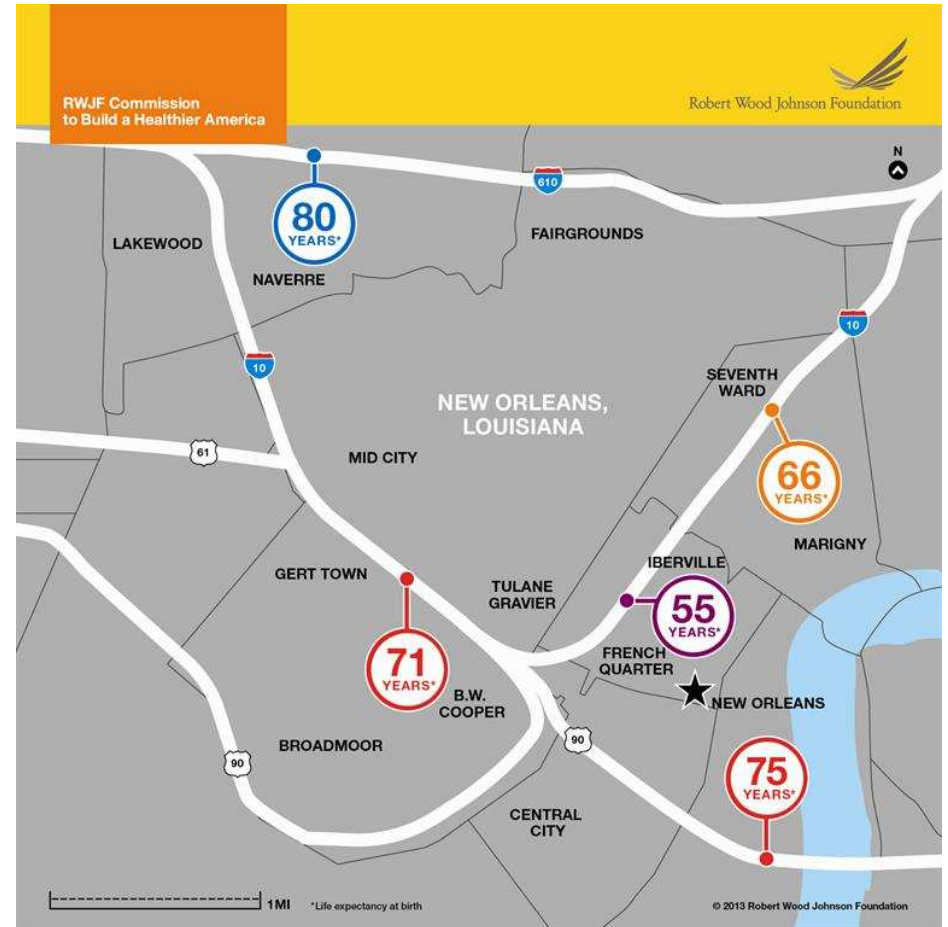 RWJF Commission
to Build a Healthier America
Robert Wood Johnson Foundation
N
80
YEARS*
610
LAKEWOOD
FAIRGROUNDS
NAVERRE
10
10
SEVENTH
WARD
NEW ORLEANS,
LOUISIANA
61
MID CITY
66
YEARS*
MARIGNY
IBERVILLE
GERT TOWN
TULANE
GRAVIER
55
YEARS*
71
YEARS*
FRENCH
QUARTER
B.W.
COOPER
NEW ORLEANS
BROADMOOR
90
90
75
YEARS*
CENTRAL
CITY
1MI
*Life expectancy at birth
© 2013 Robert Wood Johnson Foundation